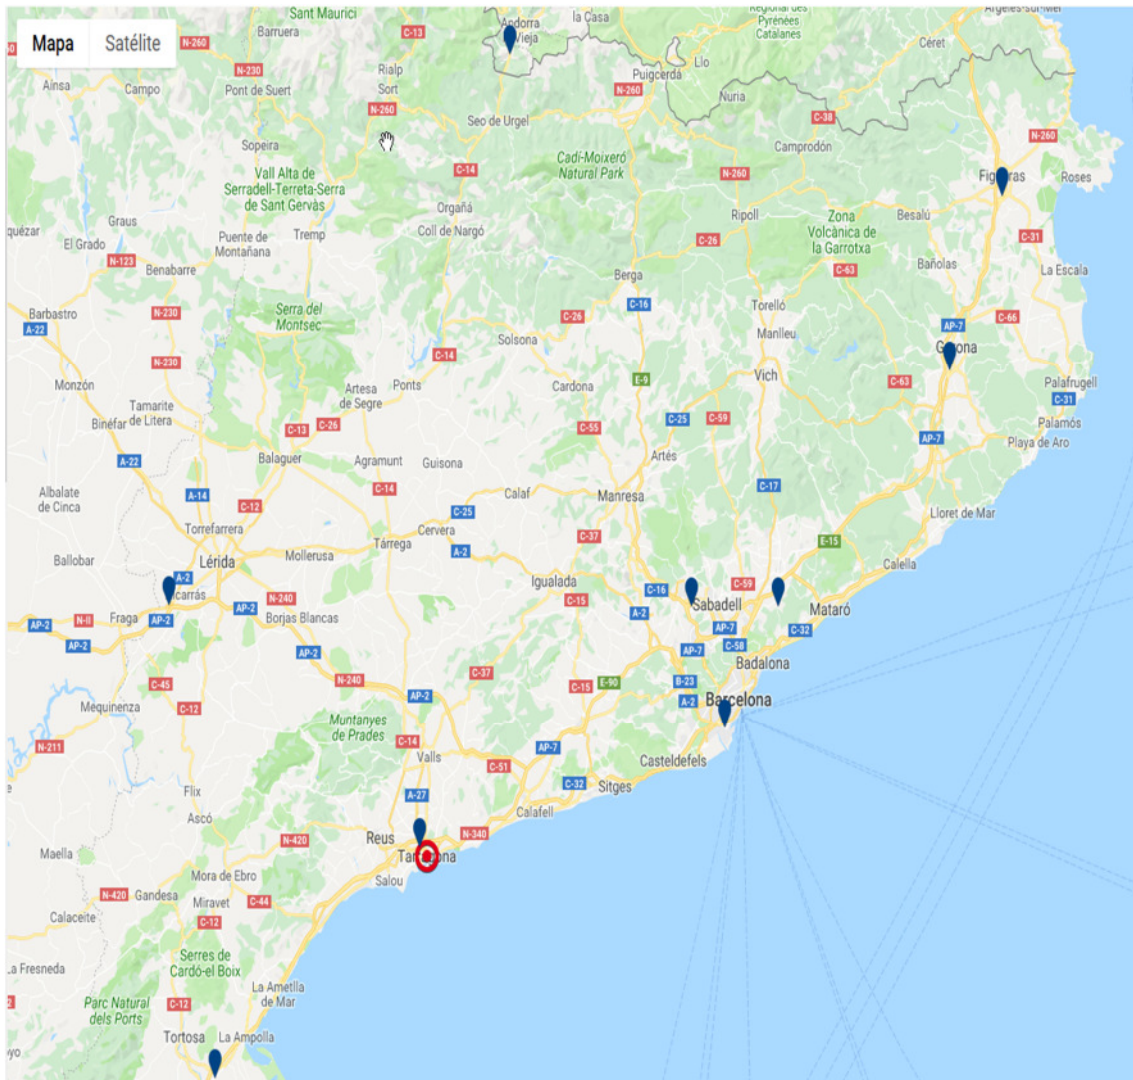 Sant Maurici
Andorra
Vieja
la Casa
Pyrénées
Catalanes
Mapa
Satélite
N-260
Barruera
C-13
Céret
N-230
Rialp
Sort
Puigcerdá
Llo
Aínsa
Campo
Pont de Suert
N-260
N-260
Nuria
Seo de Urgel
C-38
N-260
Sopeira
Camprodón
Cadí-Moixeró
Natural Park
Vall Alta de
Serradell-Terreta-Serra
de Sant Gervàs
C-14
N-260
Roses
Orgañá
Coll de Nargó
Ripoll
Zona
Volcànica de
la Garrotxa
Besalú
Graus
quézar
El Grado
Puente de
Montañana
Tremp
C-26
C-31
N-123
Benabarre
Berga
C-63
Bañolas
La Escala
Barbastro
A-22
N-230
Serra del
Montsec
C-26
C-16
Torelló
Manlleu
AP-7
C-66
Solsona
N-230
C-14
Vich
Monzón
Artesa
de Segre
Ponts
Cardona
E-9
C-63
Palafrugell
C-31
Tamarite
de Litera
Binéfar
C-13
C-26
C-55
C-25
C-59
Palamós
AP-7
Playa de Aro
A-22
Balaguer
Agramunt
Guisona
Artés
Albalate
de Cinca
A-14
C-12
C-14
Calaf
Manresa
C-17
C-25
Lloret de Mar
Torrefarrera
Cervera
C-37
E-15
Tárrega
A-2
Ballobar
Lérida
Mollerusa
Igualada
Calella
A-2
C-16
C-59
Fraga
N-II
AP-2
AP-2
AP-2
AP-2
N-240
Borjas Blancas
C-15
A-2
Sabadell
Mataró
AP-7
C-32
C-58
AP-2
AP-7
Badalona
C-45
N-240
C-37
C-15
E-90
B-23
A-2
Barcelona
Mequinenza
C-12
AP-2
Muntanyes
de Prades
N-211
C-14
AP-7
Valls
C-51
Casteldefels
C-32
Sitges
Flix
A-27
Calafell
Ascó
N-420
Reus
N-340
Maella
Salou
Mora de Ebro
N-420
Gandesa
Miravet
C-44
Calaceite
C-12
Serres de
Cardó-el Boix
La Fresneda
La Ametlla
de Mar
Parc Natural
dels Ports
C-12
Tortosa
La Ampolla